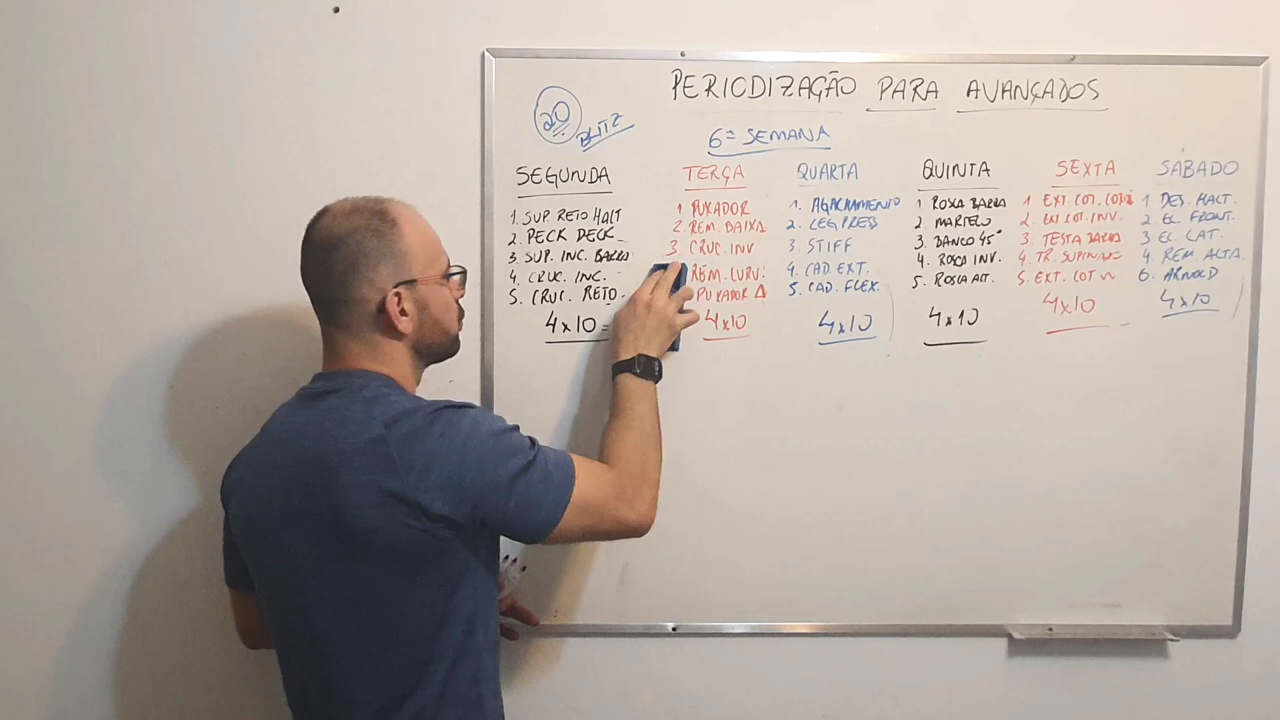 PERIODIZAÇÃO PARA AVANÇADOS
20
BLITZ
6ª SEMANA
SEGUNDA
1. SUP RETO HALT
2. PECK DECK
3. SUP. INC. BARRA
4. CRUC. INC.
5. CRUC. RETO
4x10
TERÇA
1 PUXADOR
2. REM. BAIXA
3 CRUC. INV
REM. CURV.
PUXADOR Δ
4x10
QUARTA
1. AGACHAMENTO
2. LEG PRESS
3. STIFF
4. CAD. EXT.
5. CAD. FLEX.
4x10
QUINTA
1 ROSCA BARRA
2. MARTELO
3. BANCO 45°
4. ROSCA INV.
5. ROSCA ALT.
4x10
SEXTA
1 EXT. COT.
2. COT. INV.
3. TESTA BARRA
4. TR. SUPINADO
5. EXT. COT
4x10
SÁBADO
1 DES. HALT.
2. EL. FRONT.
3 EL. LAT.
4. REM. ALTA
6. ARNOLD
4x10